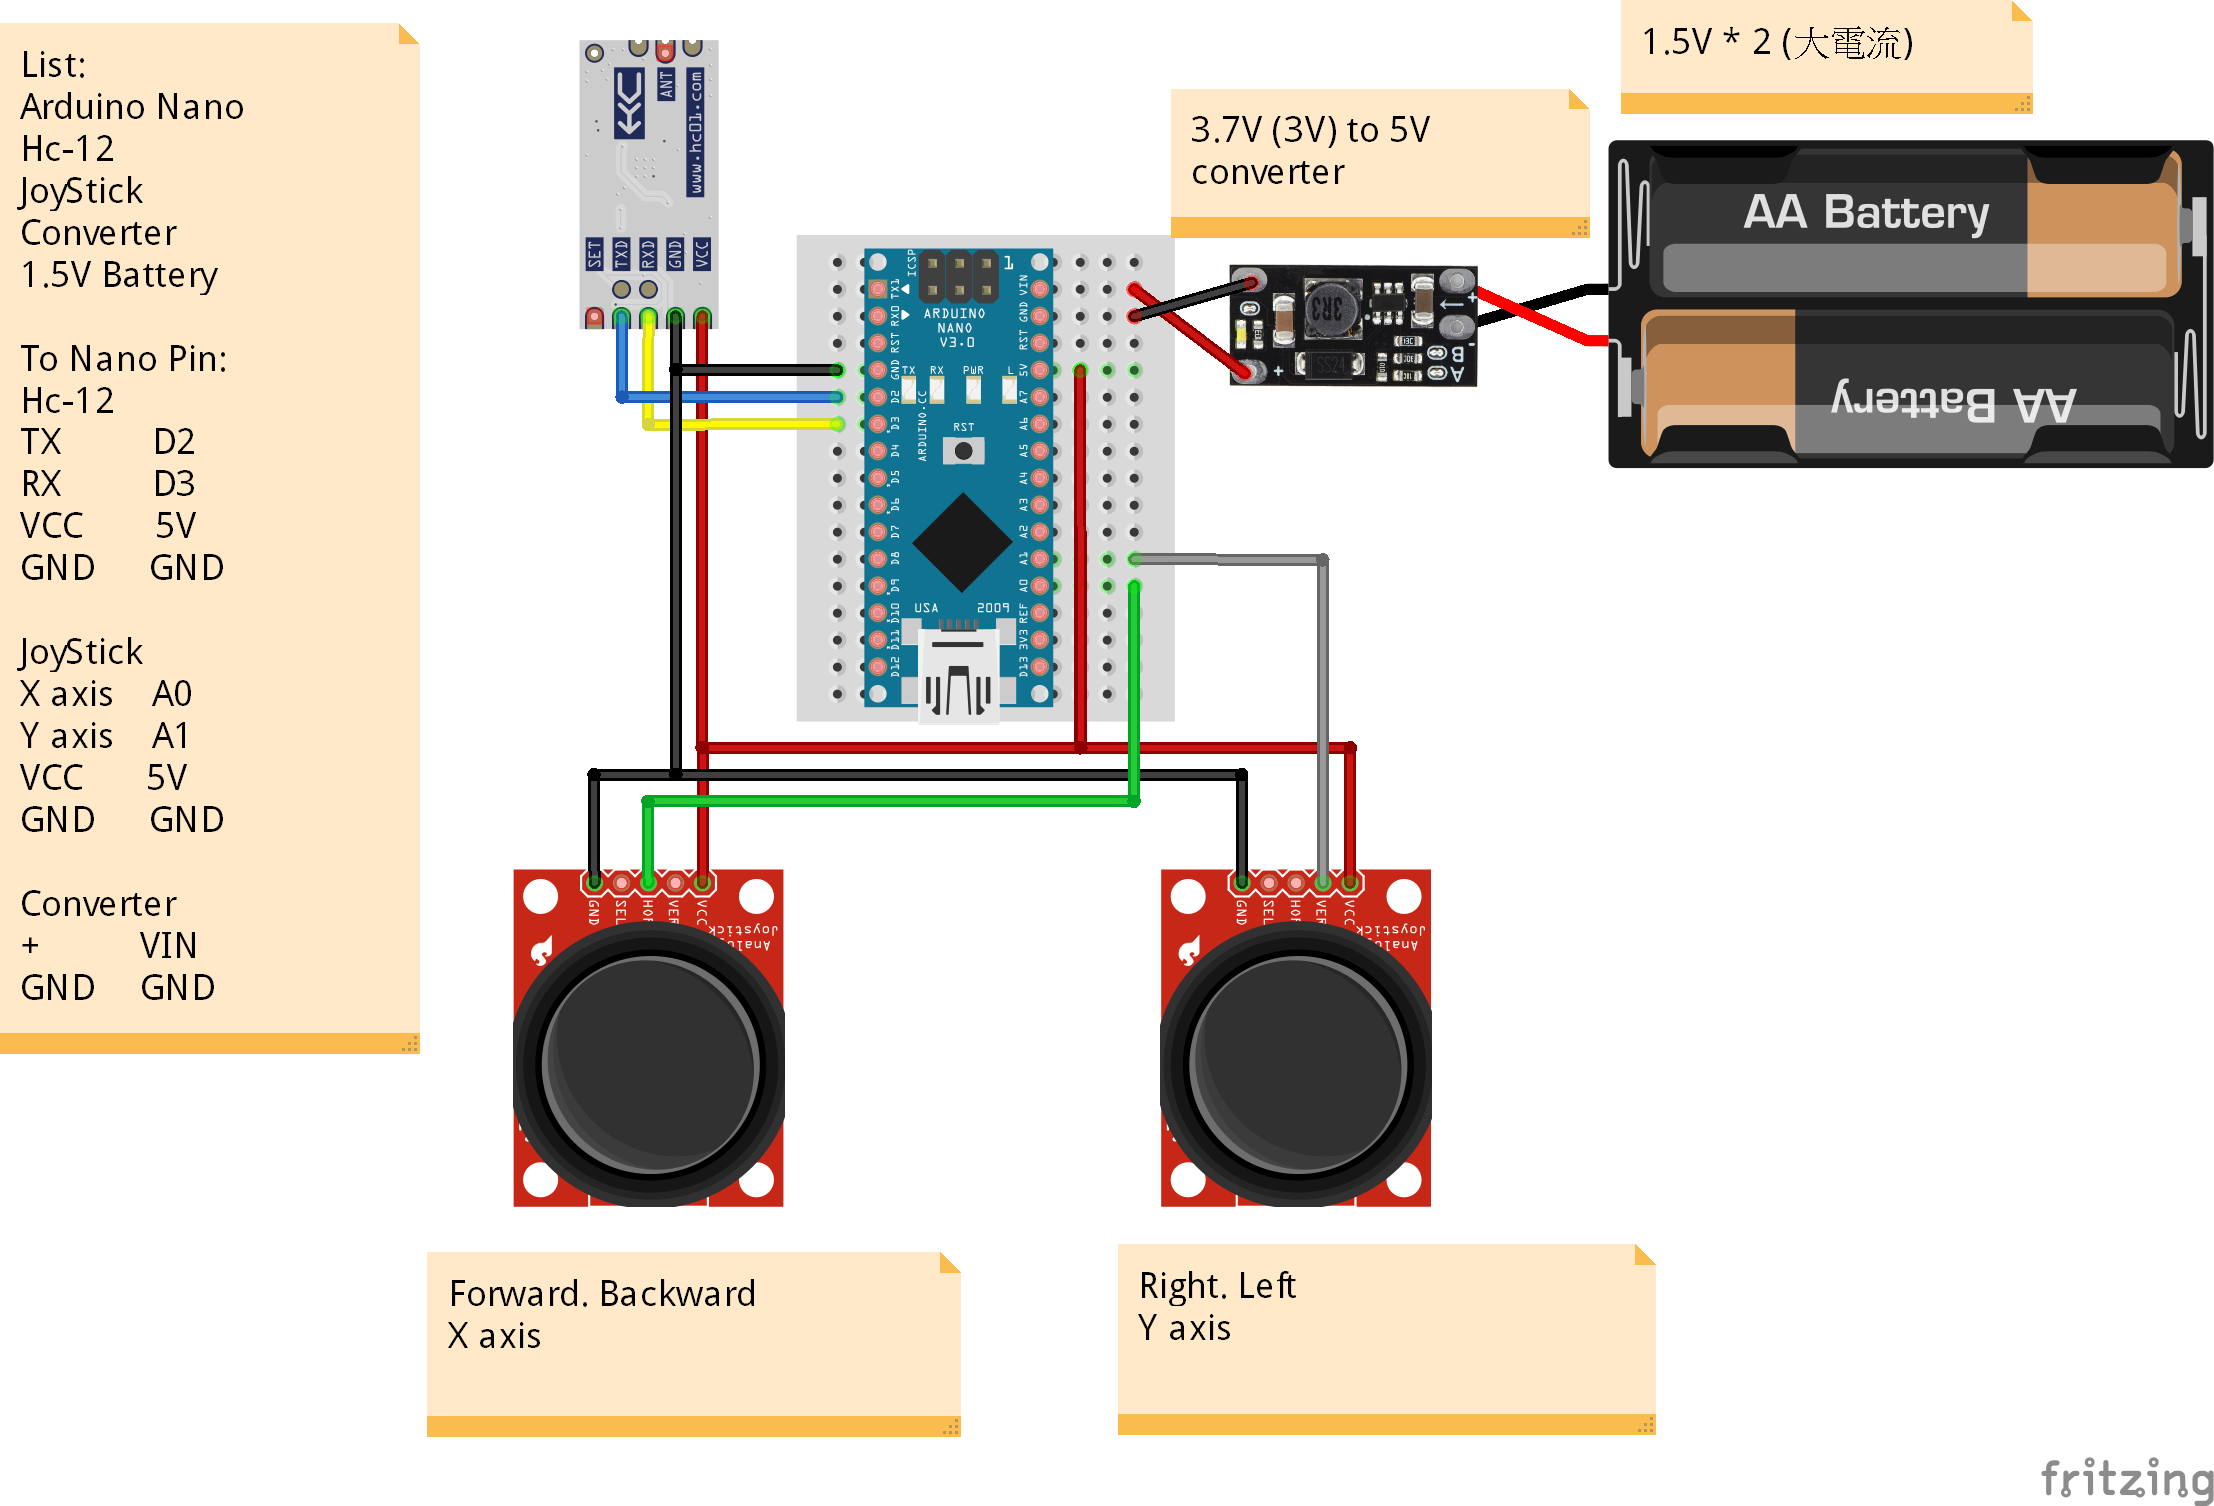 List:
Arduino Nano
Hc-12
JoyStick
Converter
1.5V Battery
To Nano Pin:
Hc-12
TX D2
RX D3
VCC 5V
GND GND
JoyStick
X axis A0
Y axis A1
VCC 5V
GND GND
Converter
+ VIN
GND GND
ANT
www.hc01.com
SET
TXD
RXD
GND
VCC
3.7V (3V) to 5V
converter
1.5V * 2 (大電流)
AA Battery
AA Battery
3R3
SS24
+
-
B
A
+
ICSP
1
ARDUINO
NANO
V3.0
TX RX PWR L
ARDUINO.CC
RST
USA 2009
TX1
RX0
RST
GND
D2
D3
D4
D5
D6
D7
D8
D9
D10
D11
D12
VIN
GND
RST
5V
A7
A6
A5
A4
A3
A2
A1
A0
REF
3V3
D13
GND
SEL
VCC
Joystick
GND
SEL
VCC
Joystick
Forward. Backward
X axis
Right. Left
Y axis
fritzing